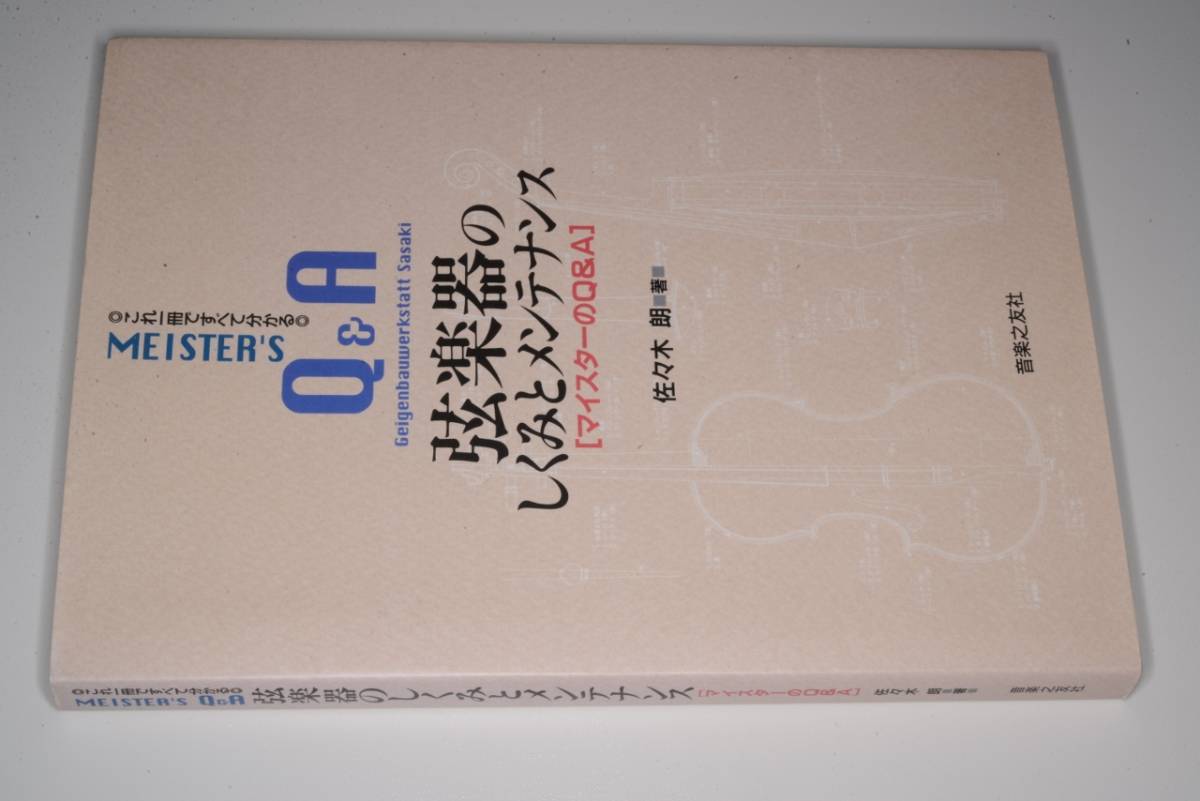 ◎これ一冊ですべて分かる◎
MEISTER'S
Q&A
Geigenbauwerkstatt Sasaki
弦楽器の
しくみとメンテナンス
[マイスターのQ&A]
佐々木 朗■著■
音楽之友社
◎これ一冊ですべて分かる◎
MEISTER'S Q&A
弦楽器のしくみとメンテナンス
[マイスターのQ&A]
佐々木 朗■著■
音楽之友社